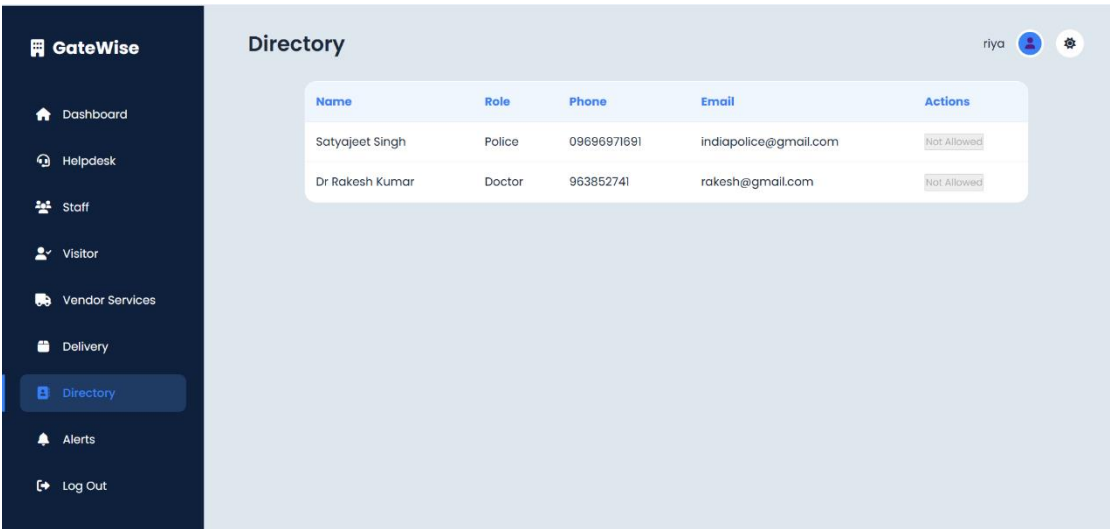 GateWise
Dashboard
Helpdesk
Staff
Visitor
Vendor Services
Delivery
Directory
Alerts
Log Out
Directory
riya
Name Role Phone Email Actions
Satyajeet Singh Police 09696971691 indiapolice@gmail.com Not Allowed
Dr Rakesh Kumar Doctor 963852741 rakesh@gmail.com Not Allowed